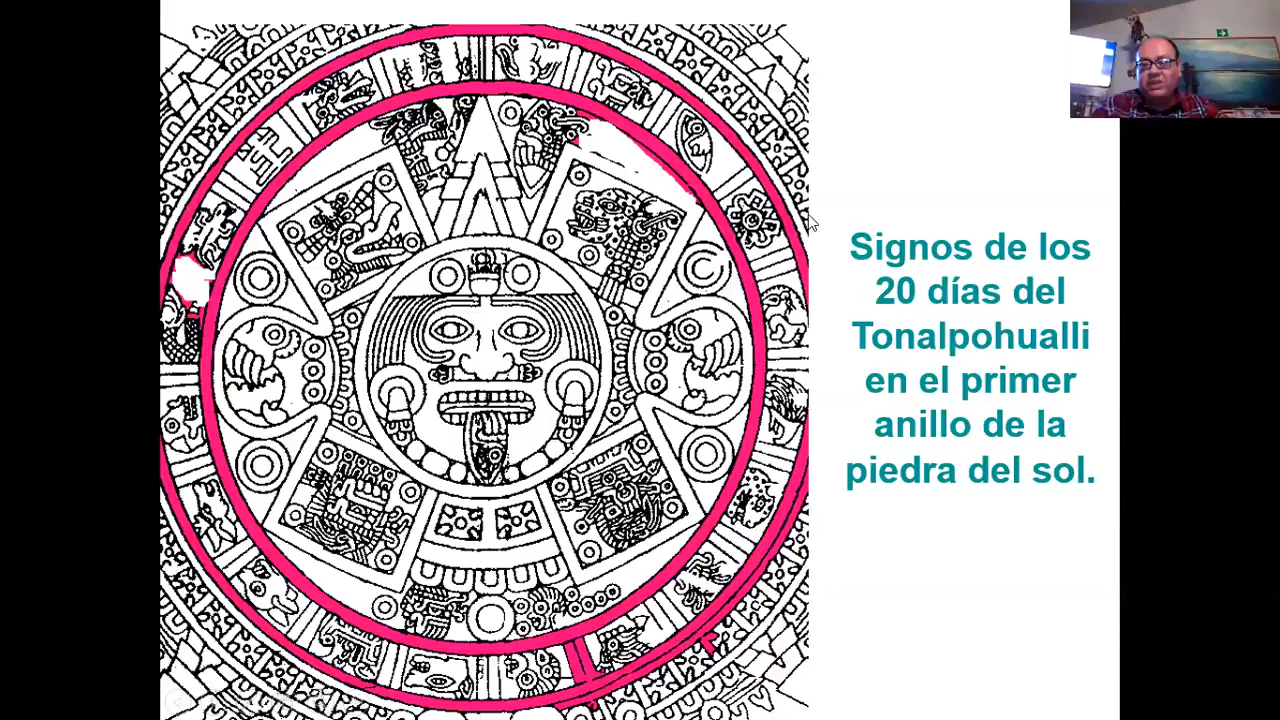 Signos de los
20 días del
Tonalpohualli
en el primer
anillo de la
piedra del sol.